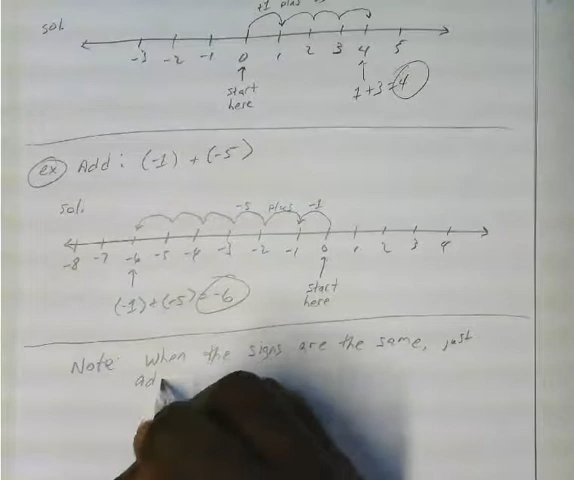 +1 plus
sol.
-3 -2 -1 0 1 2 3 4 5
start here
1+3=4
ex Add: (-1) + (-5)
sol.
-5 plus -1
-8 -7 -6 -5 -4 -3 -2 -1 0 1 2 3 4
(-1)+(-5)=-6
start here
Note: When the signs are the same, just
ad